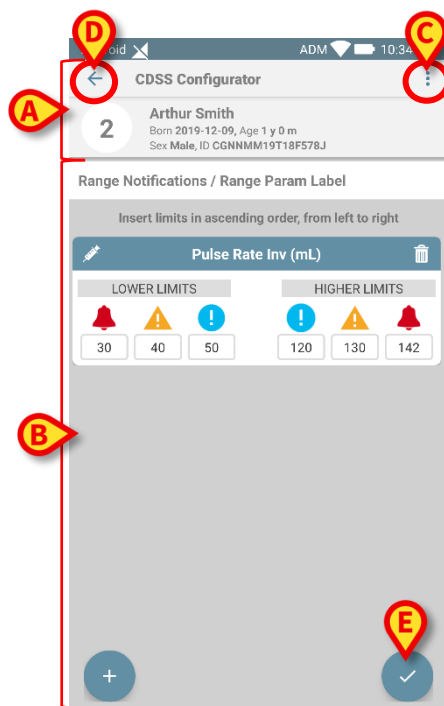 D
C
oid ADM 10:34
CDSS Configurator
A
2
Arthur Smith
Born 2019-12-09, Age 1 y 0 m
Sex Male, ID CGNNMM19T18F578J
Range Notifications / Range Param Label
Insert limits in ascending order, from left to right
Pulse Rate Inv (mL)
LOWER LIMITS HIGHER LIMITS
30 40 50 120 130 142
B
E